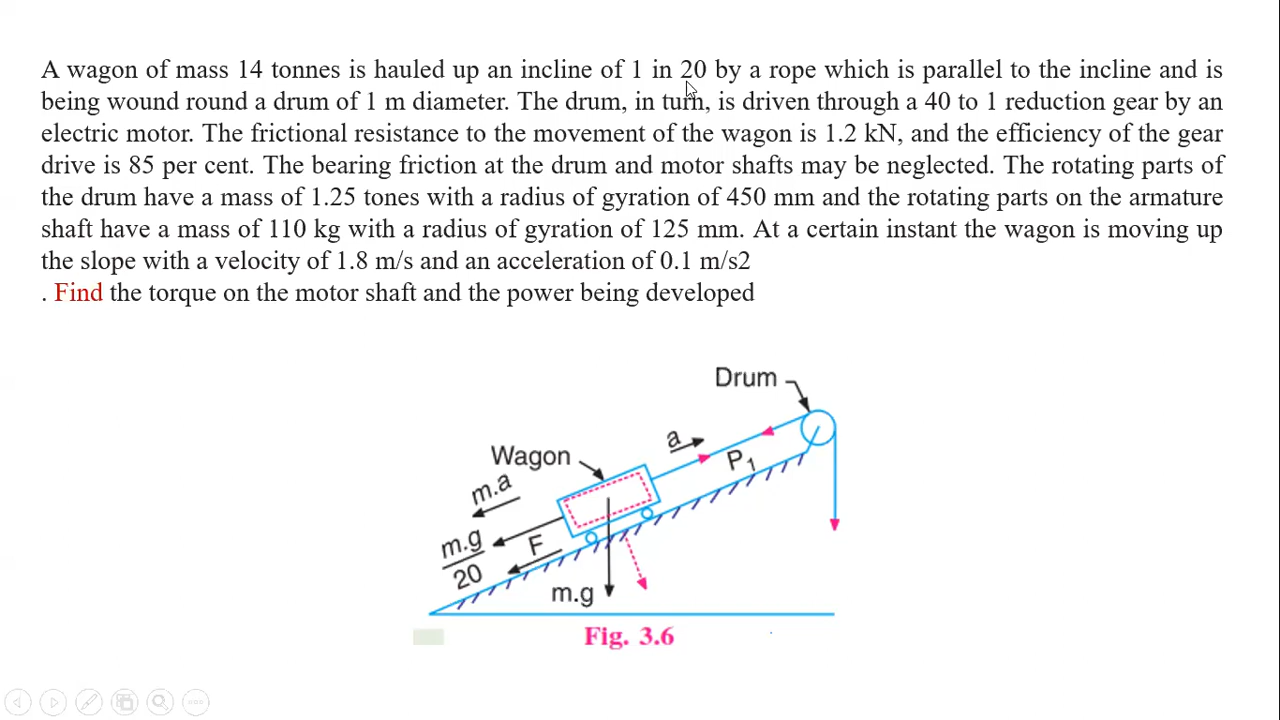 A wagon of mass 14 tonnes is hauled up an incline of 1 in 20 by a rope which is parallel to the incline and is
being wound round a drum of 1 m diameter. The drum, in turn, is driven through a 40 to 1 reduction gear by an
electric motor. The frictional resistance to the movement of the wagon is 1.2 kN, and the efficiency of the gear
drive is 85 per cent. The bearing friction at the drum and motor shafts may be neglected. The rotating parts of
the drum have a mass of 1.25 tones with a radius of gyration of 450 mm and the rotating parts on the armature
shaft have a mass of 110 kg with a radius of gyration of 125 mm. At a certain instant the wagon is moving up
the slope with a velocity of 1.8 m/s and an acceleration of 0.1 m/s2
. Find the torque on the motor shaft and the power being developed
Drum
a
Wagon
P1
m.a
m.g
20
F
m.g
Fig. 3.6